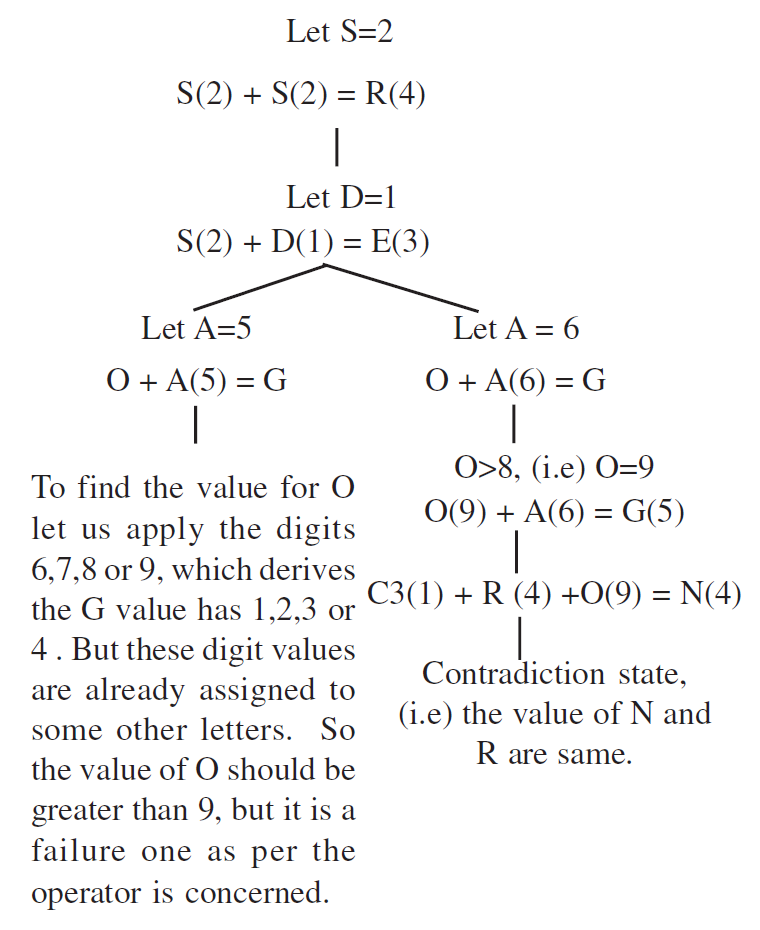 Let S=2
S(2) + S(2) = R(4)
Let D=1
S(2) + D(1) = E(3)
Let A=5
O + A(5) = G
To find the value for O
let us apply the digits
6,7,8 or 9, which derives
the G value has 1,2,3 or
4 . But these digit values
are already assigned to
some other letters. So
the value of O should be
greater than 9, but it is a
failure one as per the
operator is concerned.
Let A = 6
O + A(6) = G
O>8, (i.e) O=9
O(9) + A(6) = G(5)
C3(1) + R (4) +O(9) = N(4)
Contradiction state,
(i.e) the value of N and
R are same.